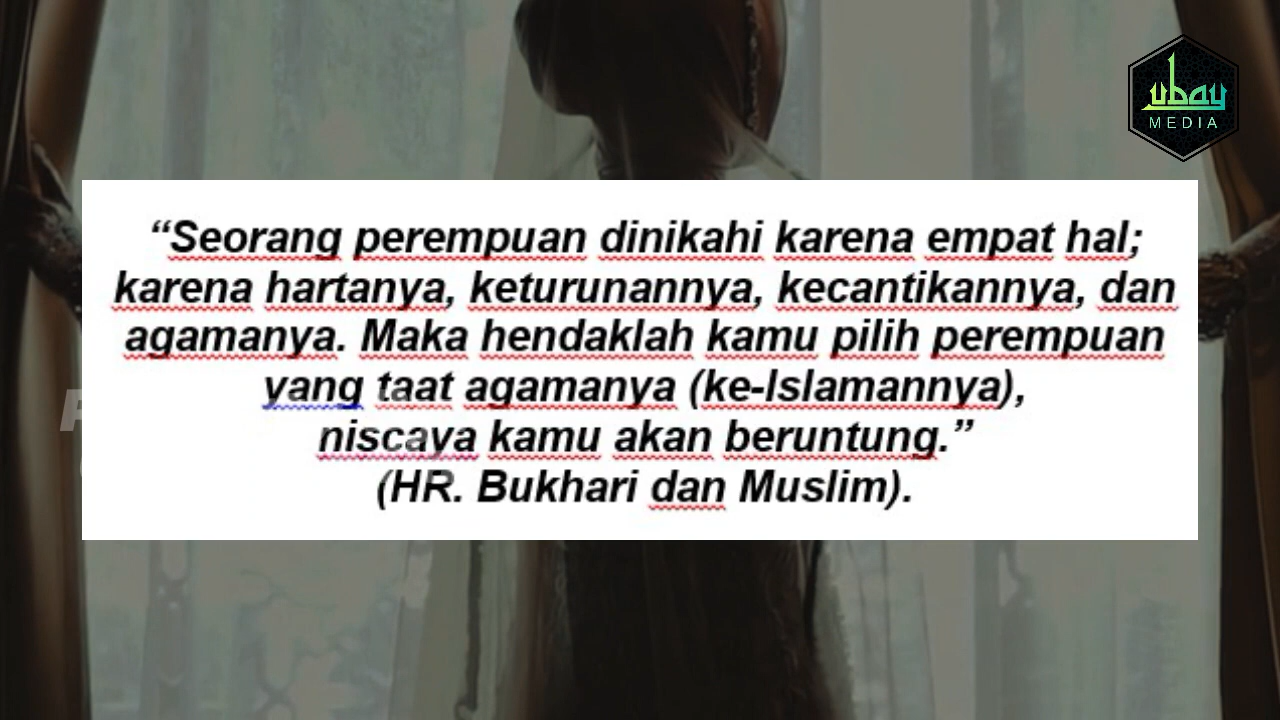 ubay
MEDIA
“Seorang perempuan dinikahi karena empat hal;
karena hartanya, keturunannya, kecantikannya, dan
agamanya. Maka hendaklah kamu pilih perempuan
yang taat agamanya (ke-Islamannya),
niscaya kamu akan beruntung.”
(HR. Bukhari dan Muslim).